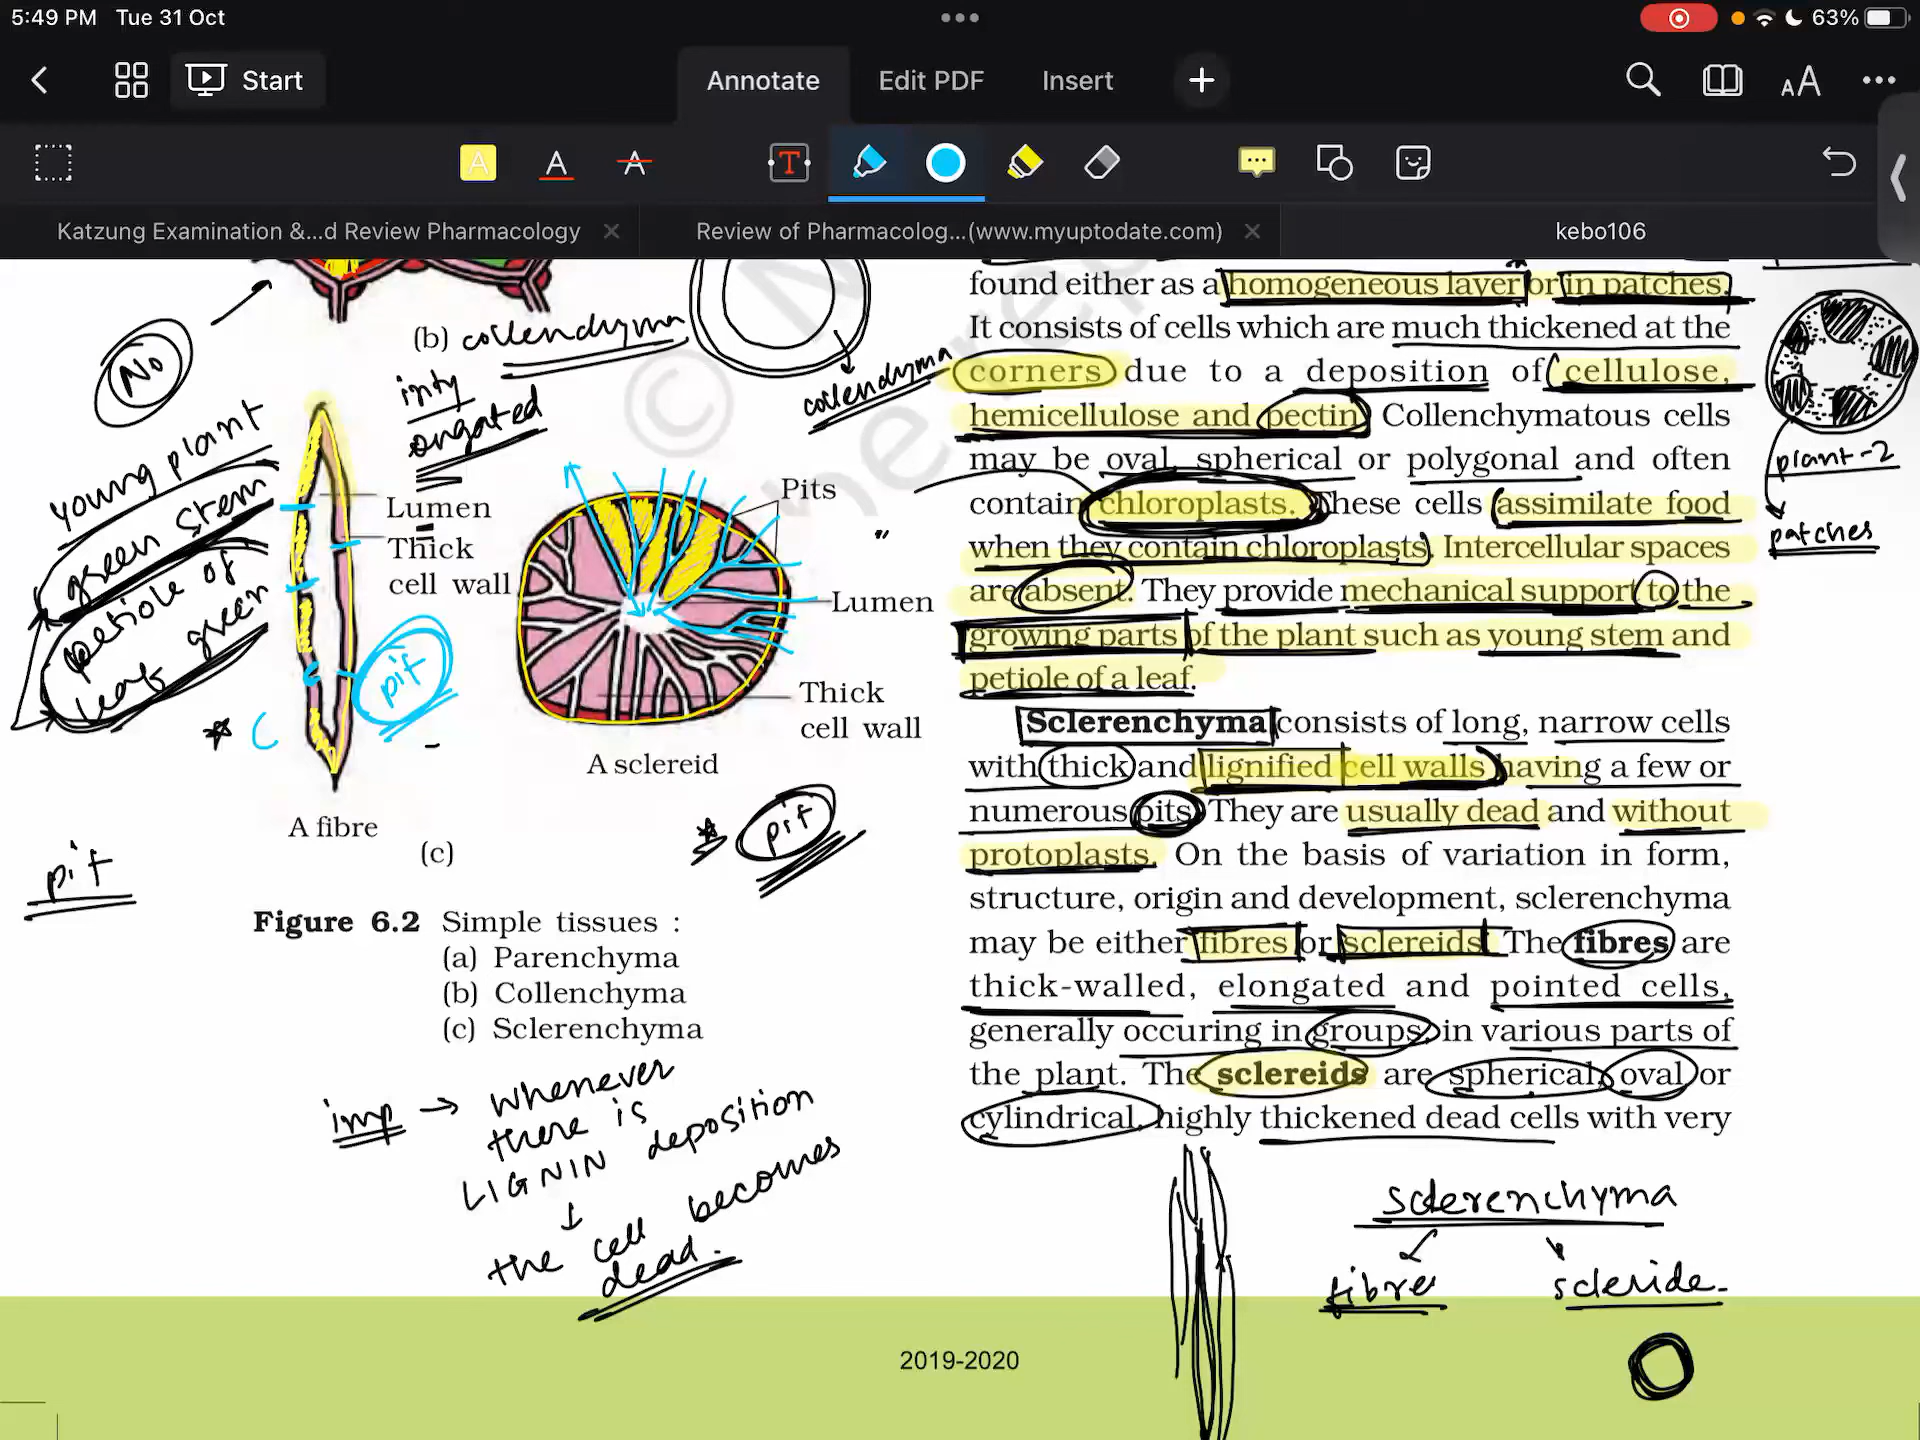 5:49 PM Tue 31 Oct
63%
Start
Annotate
Edit PDF
Insert
AA
Katzung Examination &...d Review Pharmacology
Review of Pharmacolog...(www.myuptodate.com)
kebo106
No
(b) collendyma
inty
ongated
collendyma
young plant
green stem
petiole of
leaf green
Lumen
Thick
cell wall
pit
Pits
Lumen
Thick
cell wall
A sclereid
A fibre
(c)
pit
pit
Figure 6.2 Simple tissues :
(a) Parenchyma
(b) Collenchyma
(c) Sclerenchyma
imp → whenever
there is
LIGNIN deposition
↓
the cell becomes
dead.
found either as a homogeneous layer or in patches.
It consists of cells which are much thickened at the
corners due to a deposition of cellulose,
hemicellulose and pectin. Collenchymatous cells
may be oval, spherical or polygonal and often
contain chloroplasts. These cells assimilate food
when they contain chloroplasts. Intercellular spaces
are absent. They provide mechanical support to the
growing parts of the plant such as young stem and
petiole of a leaf.
Sclerenchyma consists of long, narrow cells
with thick and lignified cell walls having a few or
numerous pits. They are usually dead and without
protoplasts. On the basis of variation in form,
structure, origin and development, sclerenchyma
may be either fibres or sclereids. The fibres are
thick-walled, elongated and pointed cells,
generally occuring in groups, in various parts of
the plant. The sclereids are spherical, oval or
cylindrical, highly thickened dead cells with very
plant-2
patches
sclerenchyma
fibre
scleride
2019-2020